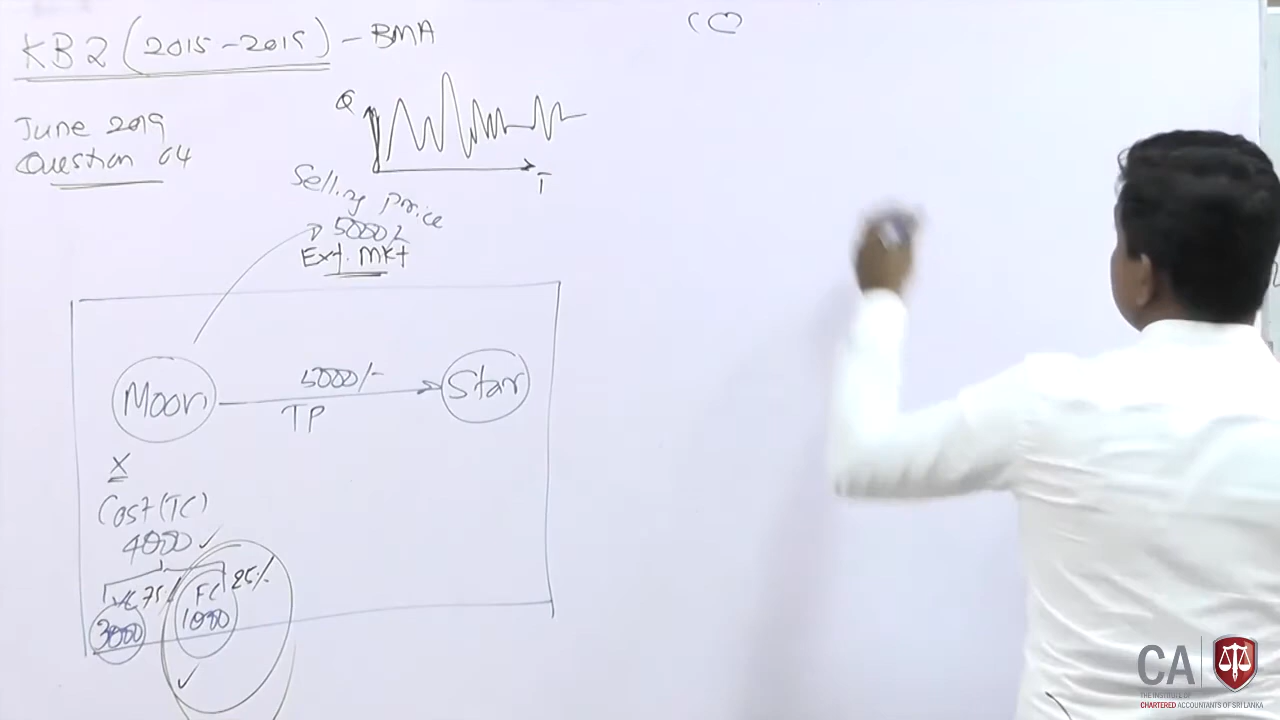 KB2 (2015-2019) - BMA
June 2019
Question 04
Q
T
Selling price
5000/-
Ext. Mkt
Moon
5000/-
TP
Star
X
Cost (TC)
4000 ✓
VC 75%
FC 25%
3000
1000
✓
CA
THE INSTITUTE OF
CHARTERED ACCOUNTANTS OF SRI LANKA